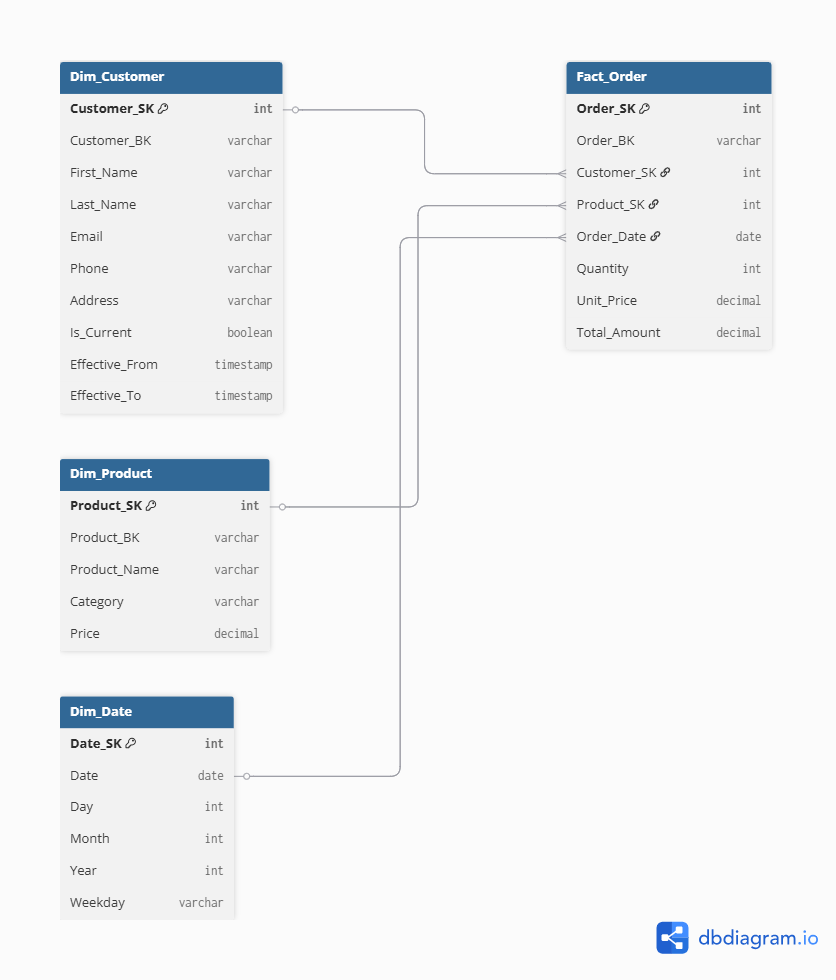 Dim_Customer
Customer_SK int
Customer_BK varchar
First_Name varchar
Last_Name varchar
Email varchar
Phone varchar
Address varchar
Is_Current boolean
Effective_From timestamp
Effective_To timestamp
Fact_Order
Order_SK int
Order_BK varchar
Customer_SK int
Product_SK int
Order_Date date
Quantity int
Unit_Price decimal
Total_Amount decimal
Dim_Product
Product_SK int
Product_BK varchar
Product_Name varchar
Category varchar
Price decimal
Dim_Date
Date_SK int
Date date
Day int
Month int
Year int
Weekday varchar
dbdiagram.io